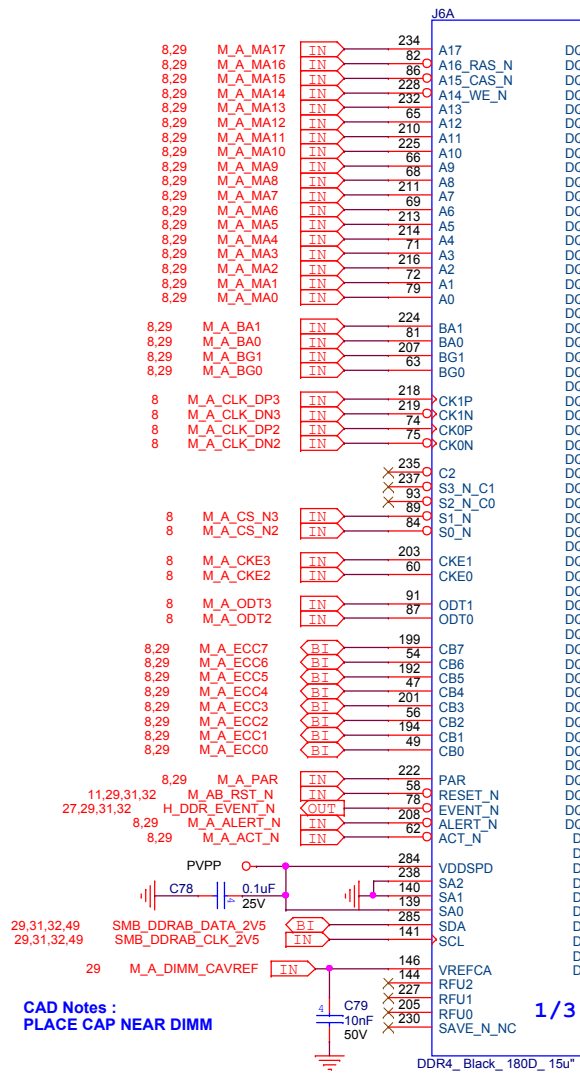 J6A
8,29 M_A_MA17 IN 234 A17 DQ
8,29 M_A_MA16 IN 82 A16_RAS_N DQ
8,29 M_A_MA15 IN 86 A15_CAS_N DQ
8,29 M_A_MA14 IN 228 A14_WE_N DQ
8,29 M_A_MA13 IN 232 A13
8,29 M_A_MA12 IN 65 A12
8,29 M_A_MA11 IN 210 A11
8,29 M_A_MA10 IN 225 A10
8,29 M_A_MA9 IN 66 A9
8,29 M_A_MA8 IN 68 A8
8,29 M_A_MA7 IN 211 A7
8,29 M_A_MA6 IN 69 A6
8,29 M_A_MA5 IN 213 A5
8,29 M_A_MA4 IN 214 A4
8,29 M_A_MA3 IN 71 A3
8,29 M_A_MA2 IN 216 A2
8,29 M_A_MA1 IN 72 A1
8,29 M_A_MA0 IN 79 A0
8,29 M_A_BA1 IN 224 BA1
8,29 M_A_BA0 IN 81 BA0
8,29 M_A_BG1 IN 207 BG1
8,29 M_A_BG0 IN 63 BG0
8 M_A_CLK_DP3 IN 218 CK1P
8 M_A_CLK_DN3 IN 219 CK1N
8 M_A_CLK_DP2 IN 74 CK0P
8 M_A_CLK_DN2 IN 75 CK0N
235 C2
237 S3_N_C1
93 S2_N_C0
8 M_A_CS_N3 IN 89 S1_N
8 M_A_CS_N2 IN 84 S0_N
8 M_A_CKE3 IN 203 CKE1
8 M_A_CKE2 IN 60 CKE0
8 M_A_ODT3 IN 91 ODT1
8 M_A_ODT2 IN 87 ODT0
8,29 M_A_ECC7 BI 199 CB7
8,29 M_A_ECC6 BI 54 CB6
8,29 M_A_ECC5 BI 192 CB5
8,29 M_A_ECC4 BI 47 CB4
8,29 M_A_ECC3 BI 201 CB3
8,29 M_A_ECC2 BI 56 CB2
8,29 M_A_ECC1 BI 194 CB1
8,29 M_A_ECC0 BI 49 CB0
8,29 M_A_PAR IN 222 PAR
11,29,31,32 M_AB_RST_N IN 58 RESET_N
27,29,31,32 H_DDR_EVENT_N OUT 78 EVENT_N
8,29 M_A_ALERT_N IN 208 ALERT_N
8,29 M_A_ACT_N IN 62 ACT_N
PVPP 284 VDDSPD
238 SA2
C78 0.1uF 140 SA1
4 25V 139 SA0
29,31,32,49 SMB_DDRAB_DATA_2V5 BI 285 SDA
29,31,32,49 SMB_DDRAB_CLK_2V5 IN 141 SCL
29 M_A_DIMM_CAVREF IN 146 VREFCA
144 RFU2
227 RFU1
205 RFU0
230 SAVE_N_NC
4 C79
10nF
50V
CAD Notes :
PLACE CAP NEAR DIMM
1/3
DDR4_ Black_ 180D_ 15u"